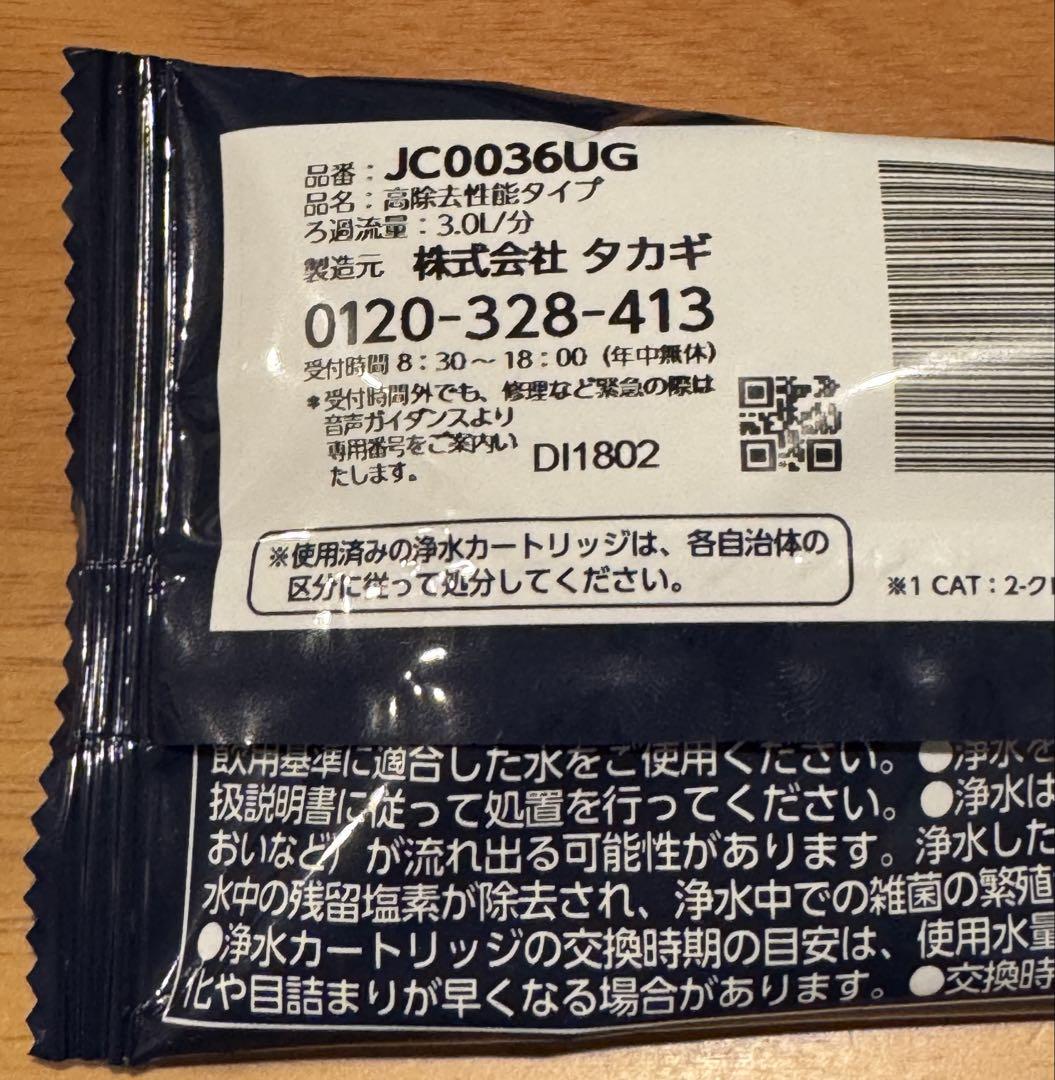 品番：JC0036UG
品名：高除去性能タイプ
ろ過流量：3.0L/分
製造元 株式会社 タカギ
0120-328-413
受付時間 8：30～18：00（年中無休）
＊受付時間外でも、修理など緊急の際は
音声ガイダンスより
専用番号をご案内い
たします。
DI1802
※使用済みの浄水カートリッジは、各自治体の
区分に従って処分してください。
※1 CAT：2-ク
飲用基準に適合した水をご使用ください。●浄水を
扱説明書に従って処置を行ってください。●浄水は
おいなど）が流れ出る可能性があります。浄水した
水中の残留塩素が除去され、浄水中での雑菌の繁殖
●浄水カートリッジの交換時期の目安は、使用水量
化や目詰まりが早くなる場合があります。●交換時